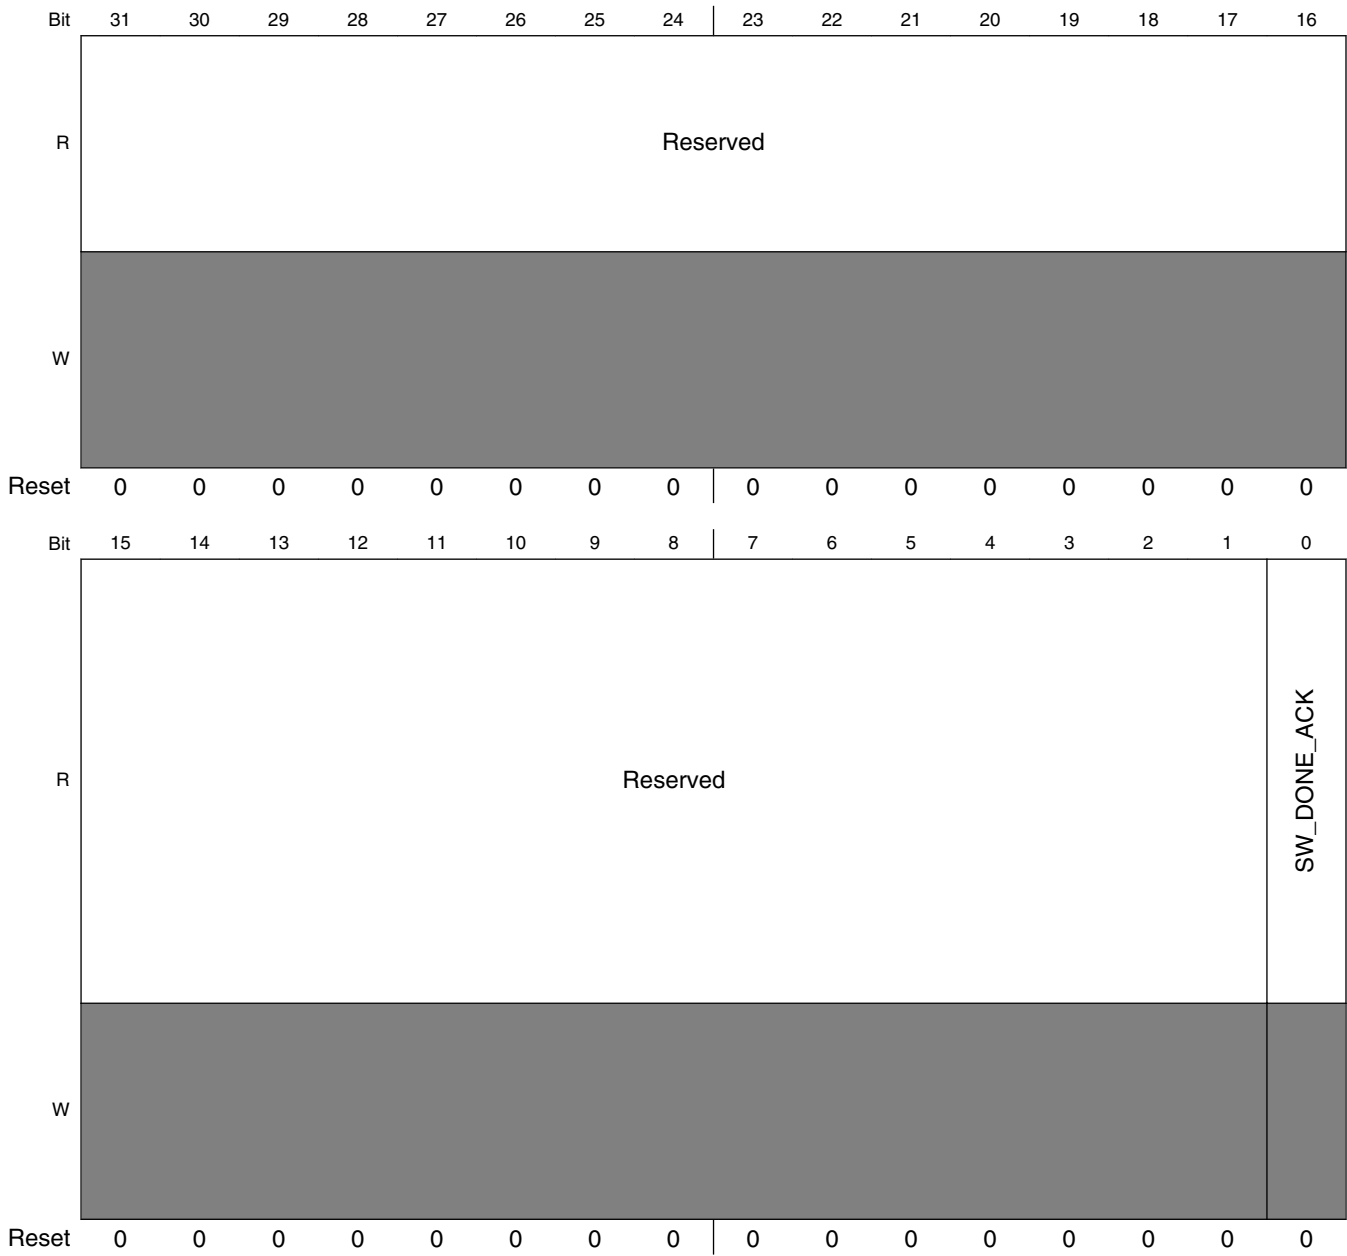 Bit 31 30 29 28 27 26 25 24 23 22 21 20 19 18 17 16
R Reserved
W
Reset 0 0 0 0 0 0 0 0 0 0 0 0 0 0 0 0
Bit 15 14 13 12 11 10 9 8 7 6 5 4 3 2 1 0
R Reserved SW_DONE_ACK
W
Reset 0 0 0 0 0 0 0 0 0 0 0 0 0 0 0 0